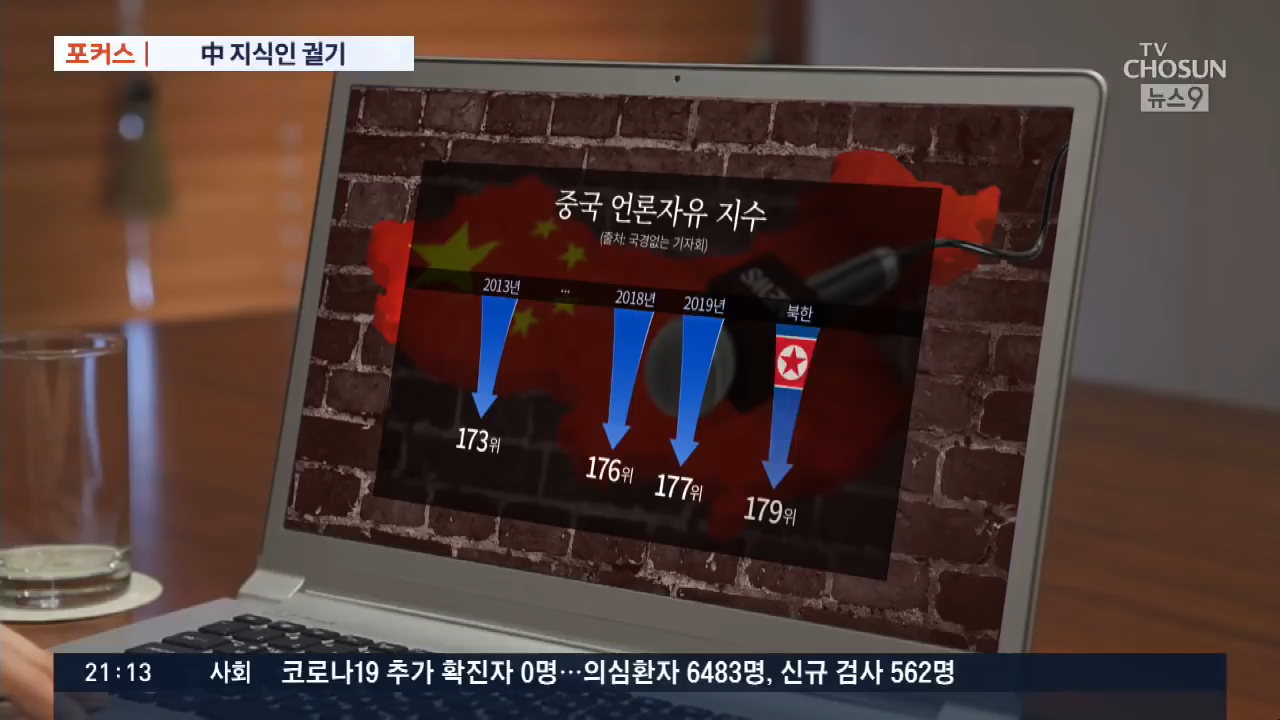 포커스 | 中 지식인 궐기
TV
CHOSUN
뉴스9
중국 언론자유 지수
(출처: 국경없는 기자회)
2013년 ... 2018년 2019년 북한
173위 176위 177위 179위
21:13 사회 코로나19 추가 확진자 0명…의심환자 6483명, 신규 검사 562명